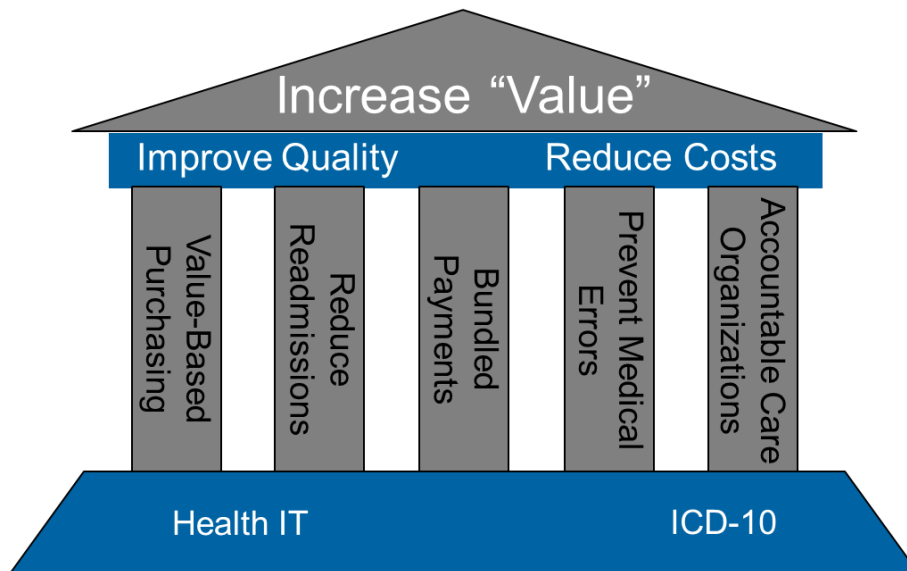 Increase “Value”
Improve Quality
Reduce Costs
Value-Based
Purchasing
Reduce
Readmissions
Bundled
Payments
Prevent Medical
Errors
Accountable Care
Organizations
Health IT
ICD-10